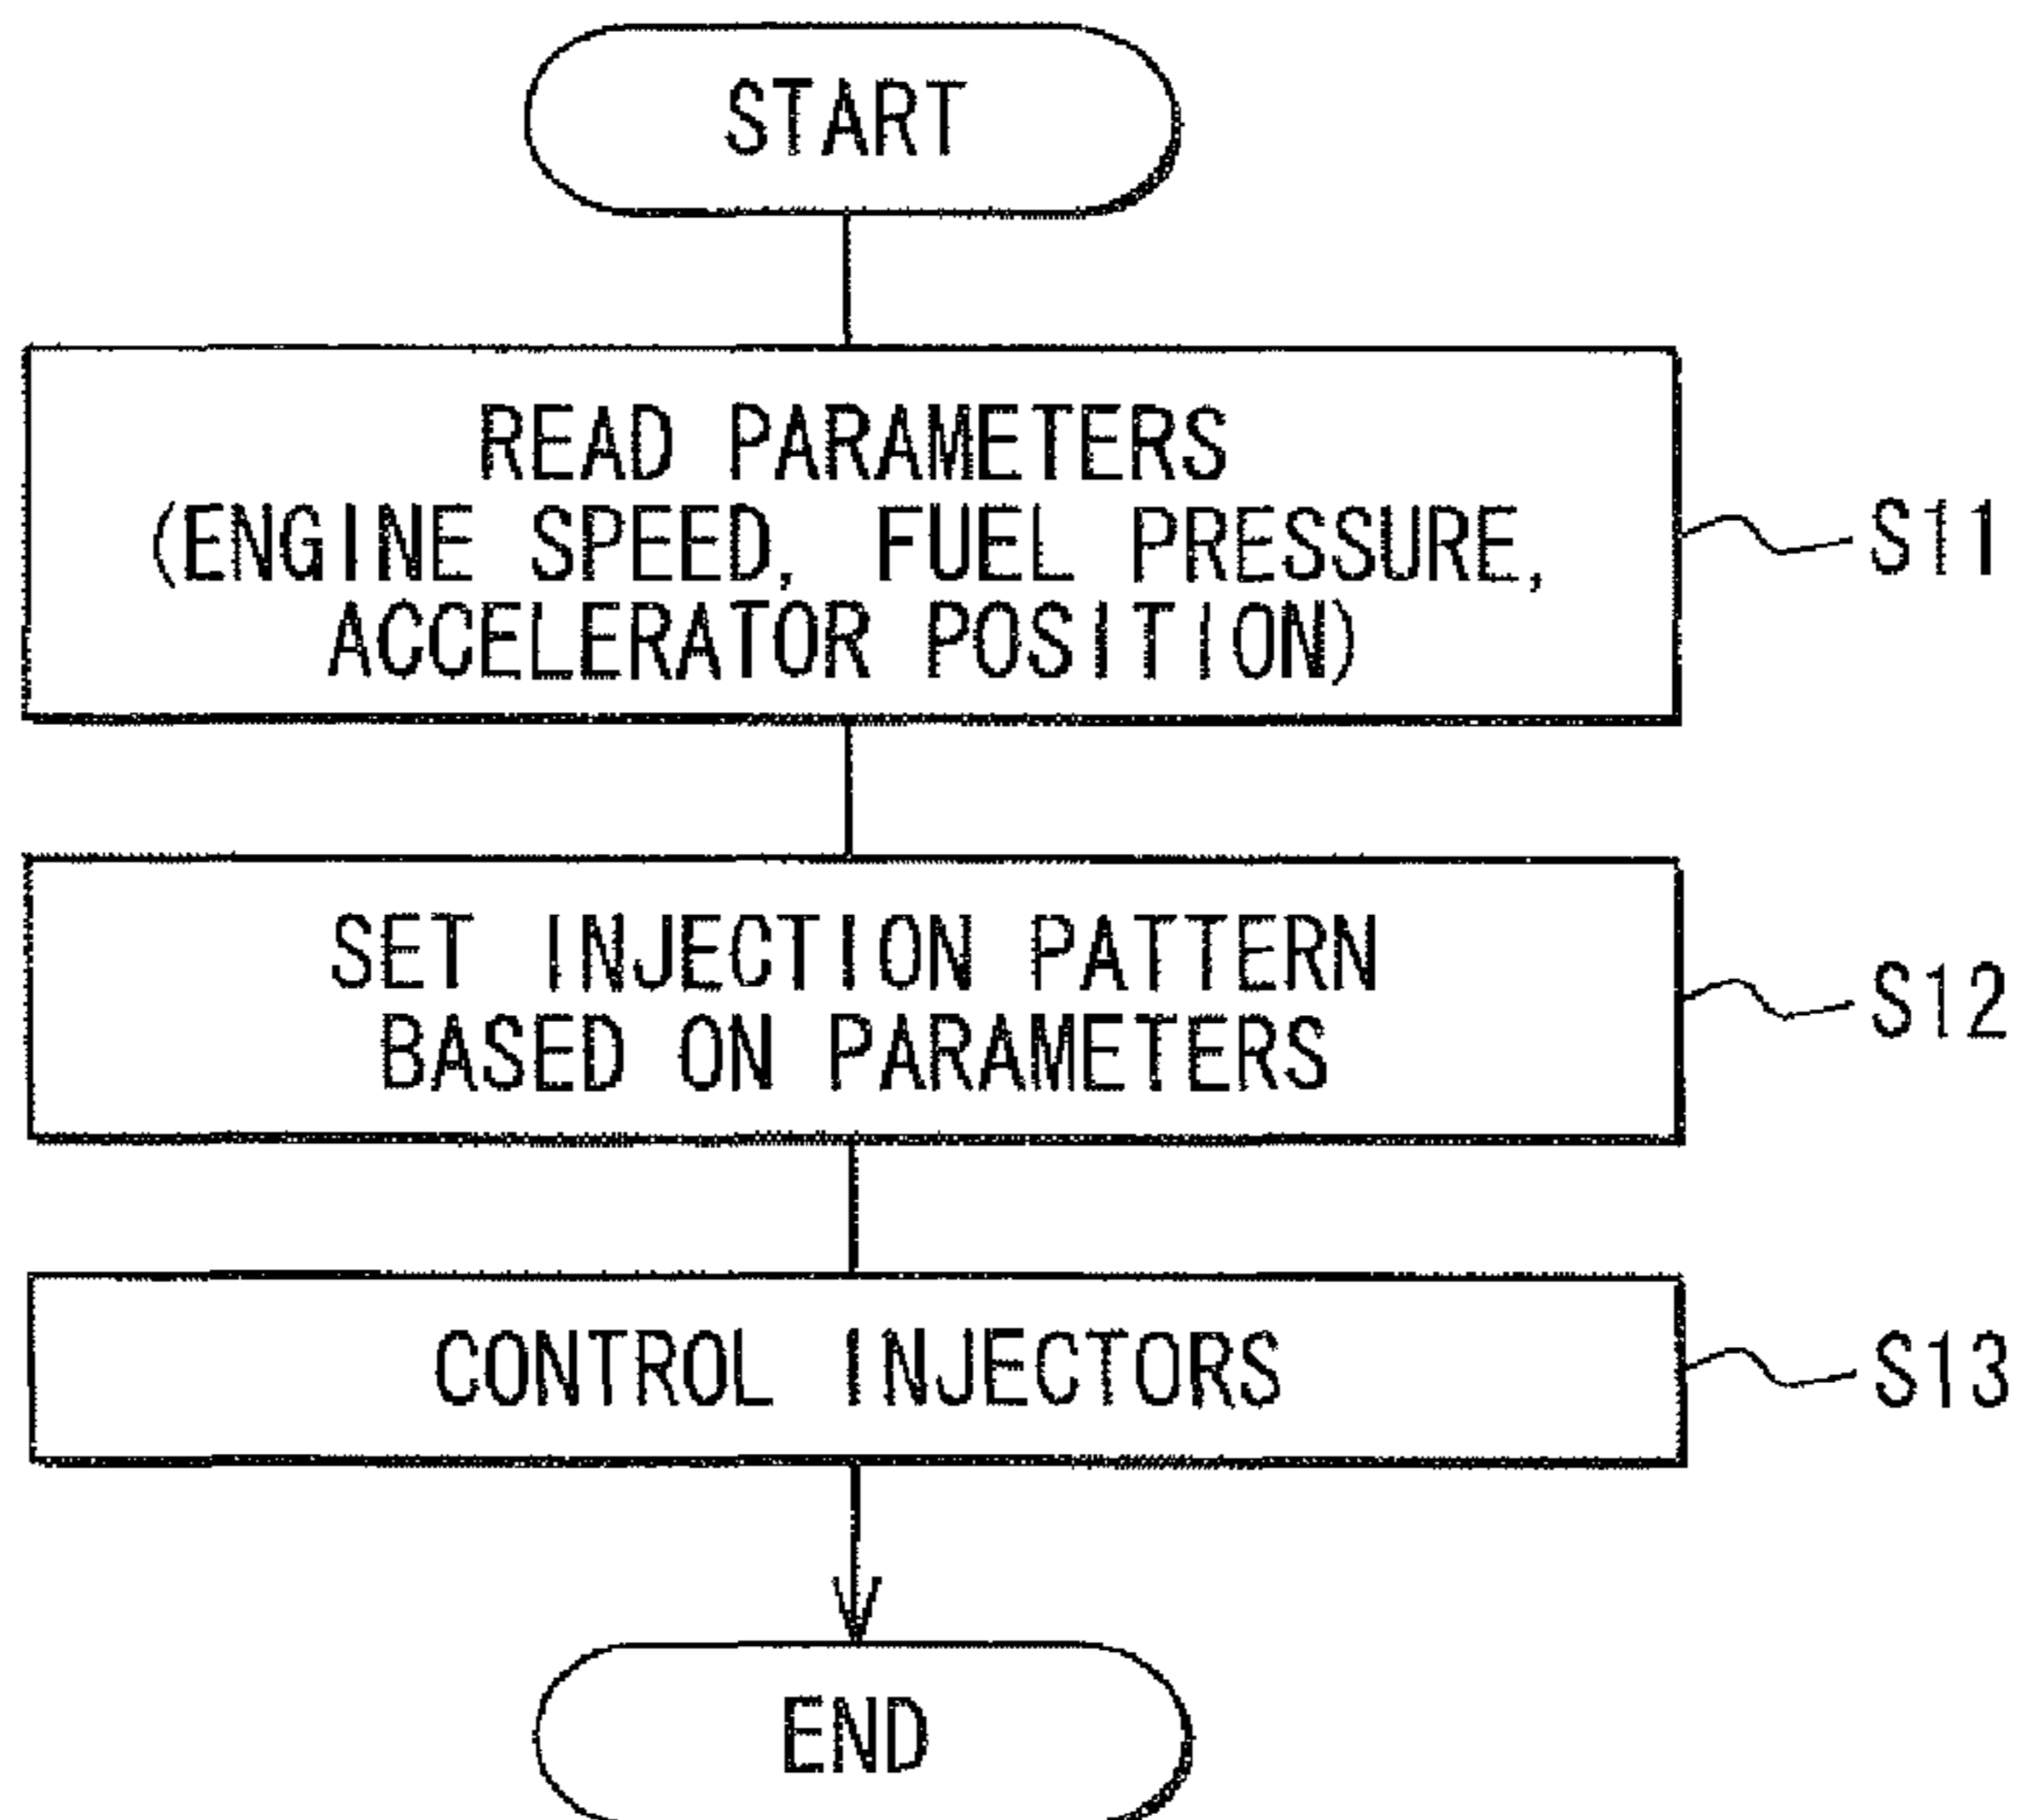 START
READ PARAMETERS
(ENGINE SPEED, FUEL PRESSURE,
ACCELERATOR POSITION)
S11
SET INJECTION PATTERN
BASED ON PARAMETERS
S12
CONTROL INJECTORS
S13
END